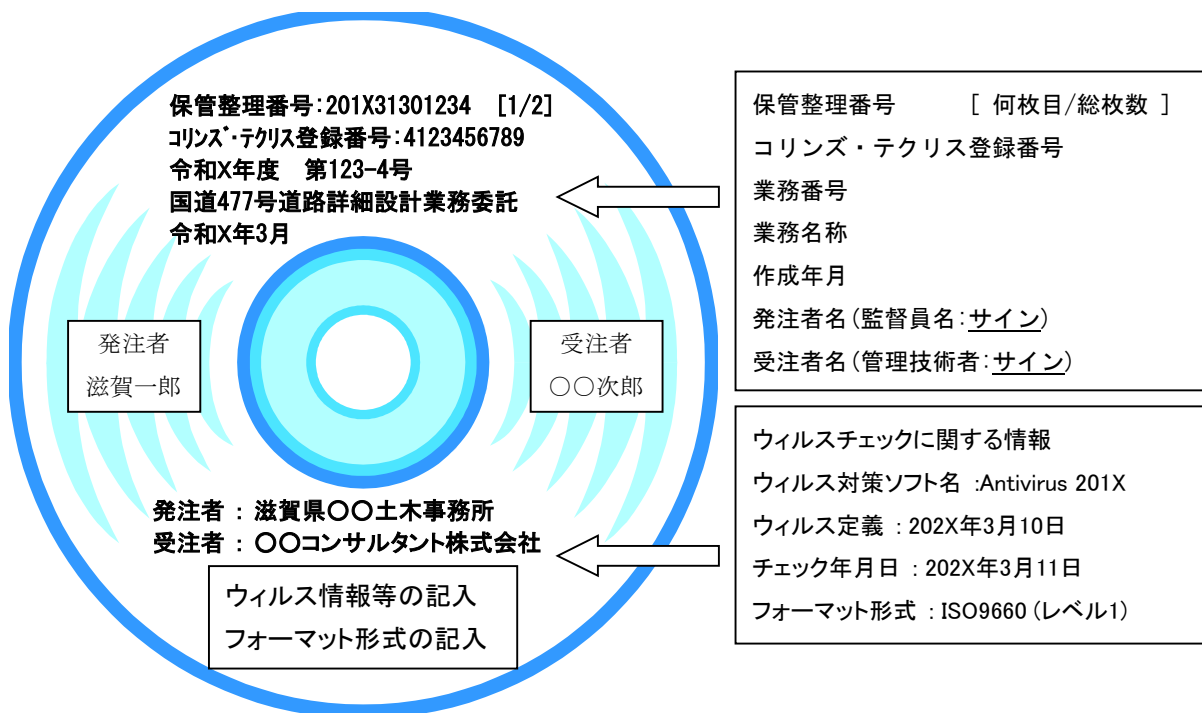 保管整理番号:201X31301234 [1/2]
コリンズ・テクリス登録番号:4123456789
令和X年度 第123-4号
国道477号道路詳細設計業務委託
令和X年3月
発注者
滋賀一郎
受注者
〇〇次郎
発注者 : 滋賀県〇〇土木事務所
受注者 : 〇〇コンサルタント株式会社
ウィルス情報等の記入
フォーマット形式の記入
保管整理番号 [ 何枚目/総枚数 ]
コリンズ・テクリス登録番号
業務番号
業務名称
作成年月
発注者名(監督員名:サイン)
受注者名(管理技術者:サイン)
ウィルスチェックに関する情報
ウィルス対策ソフト名 :Antivirus 201X
ウィルス定義 : 202X年3月10日
チェック年月日 : 202X年3月11日
フォーマット形式 : ISO9660(レベル1)